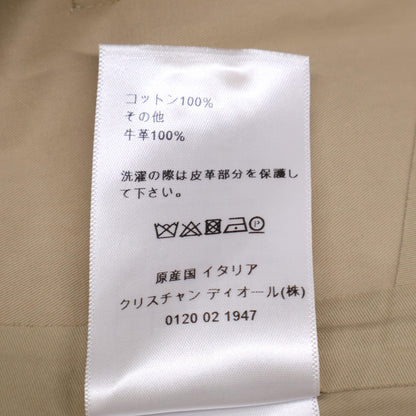 コットン100%
その他
牛革100%
洗濯の際は皮革部分を保護し
て下さい。
P
原産国 イタリア
クリスチャン ディオール(株)
0120 02 1947